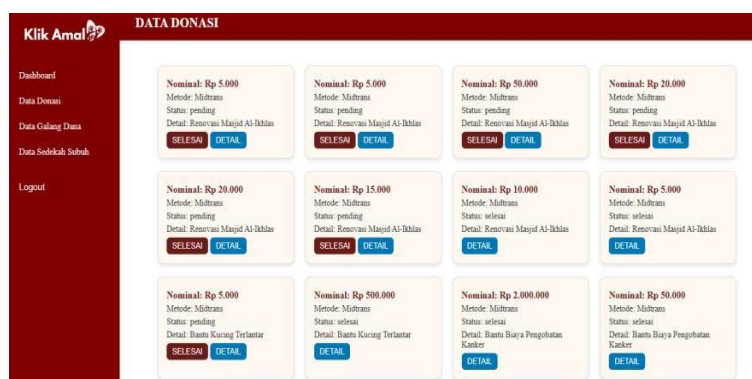 Klik Amal
DATA DONASI
Dashboard
Data Donasi
Data Galang Dana
Data Sedekah Subuh
Logout
Nominal: Rp 5.000
Metode: Midtrans
Status: pending
Detail: Renovasi Masjid Al-Ikhlas
SELESAI DETAIL
Nominal: Rp 5.000
Metode: Midtrans
Status: pending
Detail: Renovasi Masjid Al-Ikhlas
SELESAI DETAIL
Nominal: Rp 50.000
Metode: Midtrans
Status: pending
Detail: Renovasi Masjid Al-Ikhlas
SELESAI DETAIL
Nominal: Rp 20.000
Metode: Midtrans
Status: pending
Detail: Renovasi Masjid Al-Ikhlas
SELESAI DETAIL
Nominal: Rp 20.000
Metode: Midtrans
Status: pending
Detail: Renovasi Masjid Al-Ikhlas
SELESAI DETAIL
Nominal: Rp 15.000
Metode: Midtrans
Status: pending
Detail: Renovasi Masjid Al-Ikhlas
SELESAI DETAIL
Nominal: Rp 10.000
Metode: Midtrans
Status: selesai
Detail: Renovasi Masjid Al-Ikhlas
DETAIL
Nominal: Rp 5.000
Metode: Midtrans
Status: selesai
Detail: Renovasi Masjid Al-Ikhlas
DETAIL
Nominal: Rp 5.000
Metode: Midtrans
Status: pending
Detail: Bantu Kucing Terlantar
SELESAI DETAIL
Nominal: Rp 500.000
Metode: Midtrans
Status: selesai
Detail: Bantu Kucing Terlantar
DETAIL
Nominal: Rp 2.000.000
Metode: Midtrans
Status: selesai
Detail: Bantu Biaya Pengobatan
Kanker
DETAIL
Nominal: Rp 50.000
Metode: Midtrans
Status: selesai
Detail: Bantu Biaya Pengobatan
Kanker
DETAIL